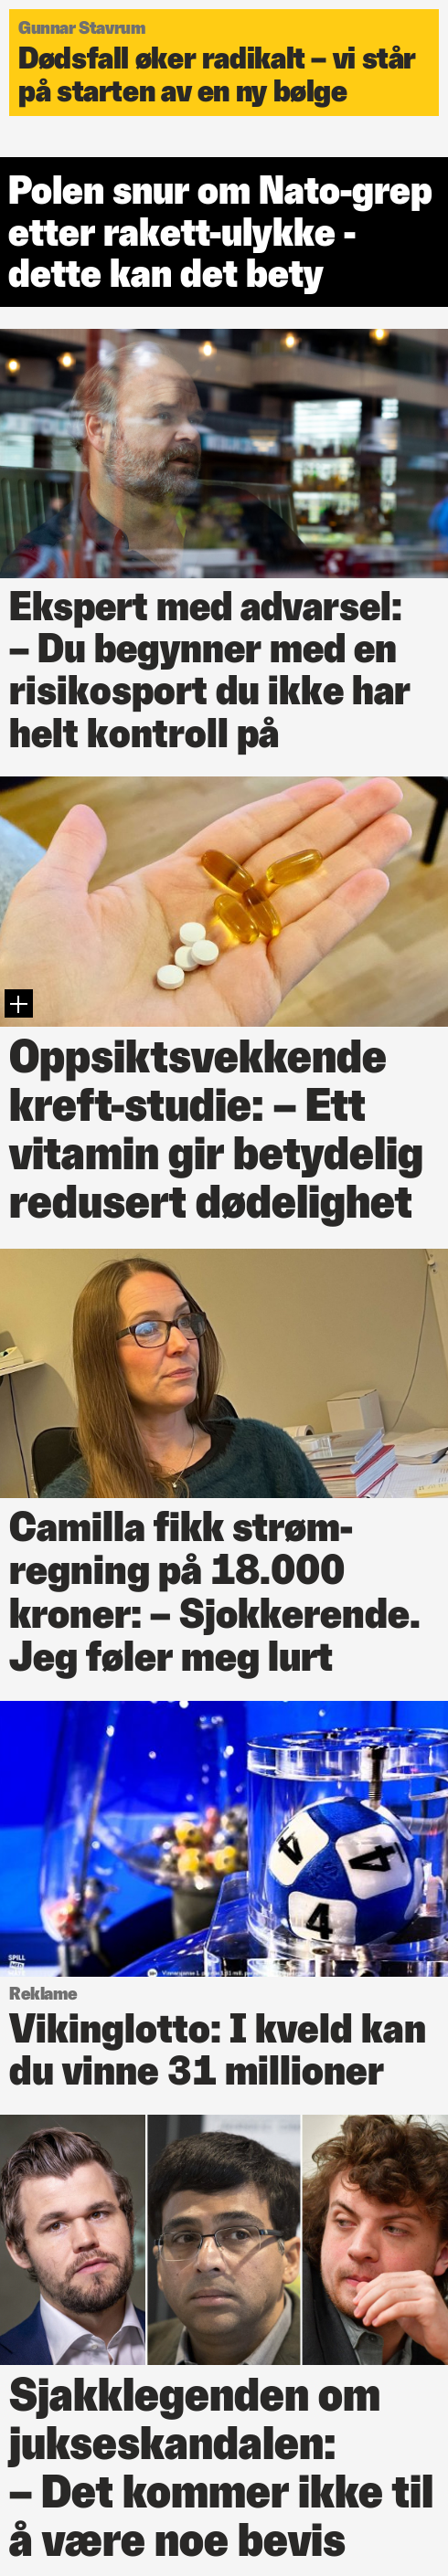 Gunnar Stavrum
Dødsfall øker radikalt – vi står
på starten av en ny bølge
Polen snur om Nato-grep
etter rakett-ulykke -
dette kan det bety
Ekspert med advarsel:
– Du begynner med en
risikosport du ikke har
helt kontroll på
Oppsiktsvekkende
kreft-studie: – Ett
vitamin gir betydelig
redusert dødelighet
Camilla fikk strøm-
regning på 18.000
kroner: – Sjokkerende.
Jeg føler meg lurt
4
4
4
SPILL
Reklame
Vikinglotto: I kveld kan
du vinne 31 millioner
Sjakklegenden om
jukseskandalen:
– Det kommer ikke til
å være noe bevis